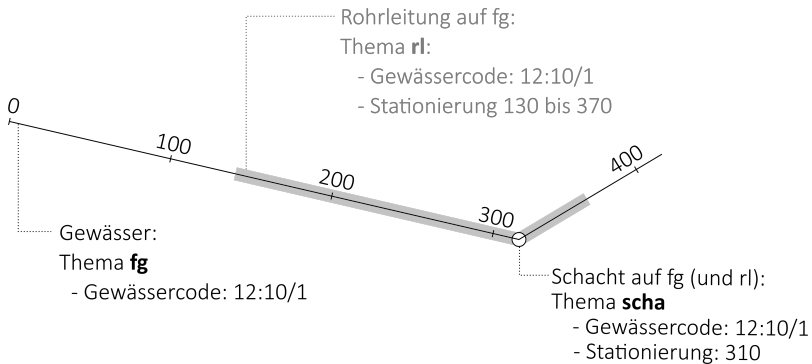 Rohrleitung auf fg:
Thema rl:
- Gewässercode: 12:10/1
- Stationierung 130 bis 370
0
100
200
300
400
Gewässer:
Thema fg
- Gewässercode: 12:10/1
Schacht auf fg (und rl):
Thema scha
- Gewässercode: 12:10/1
- Stationierung: 310